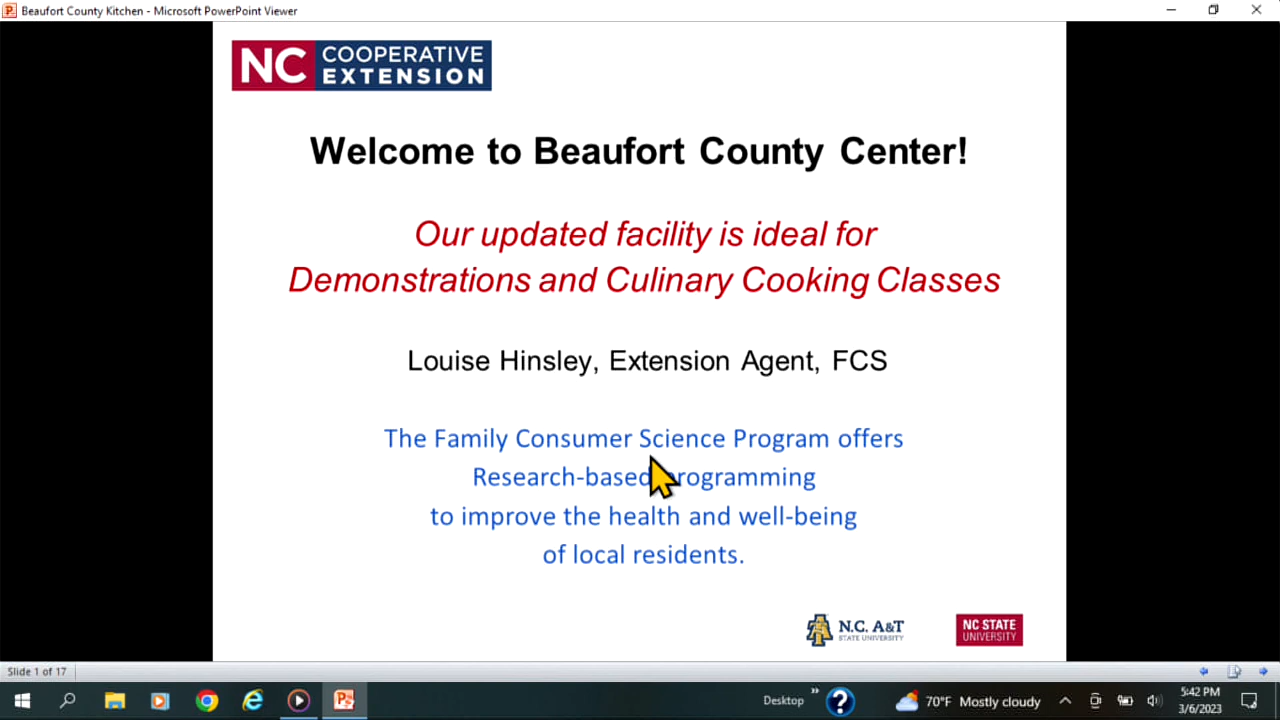 Beaufort County Kitchen - Microsoft PowerPoint Viewer
NC COOPERATIVE
EXTENSION
Welcome to Beaufort County Center!
Our updated facility is ideal for
Demonstrations and Culinary Cooking Classes
Louise Hinsley, Extension Agent, FCS
The Family Consumer Science Program offers
Research-based programming
to improve the health and well-being
of local residents.
N.C. A&T
STATE UNIVERSITY
NC STATE
UNIVERSITY
Slide 1 of 17
Desktop
70°F Mostly cloudy
5:42 PM
3/6/2023